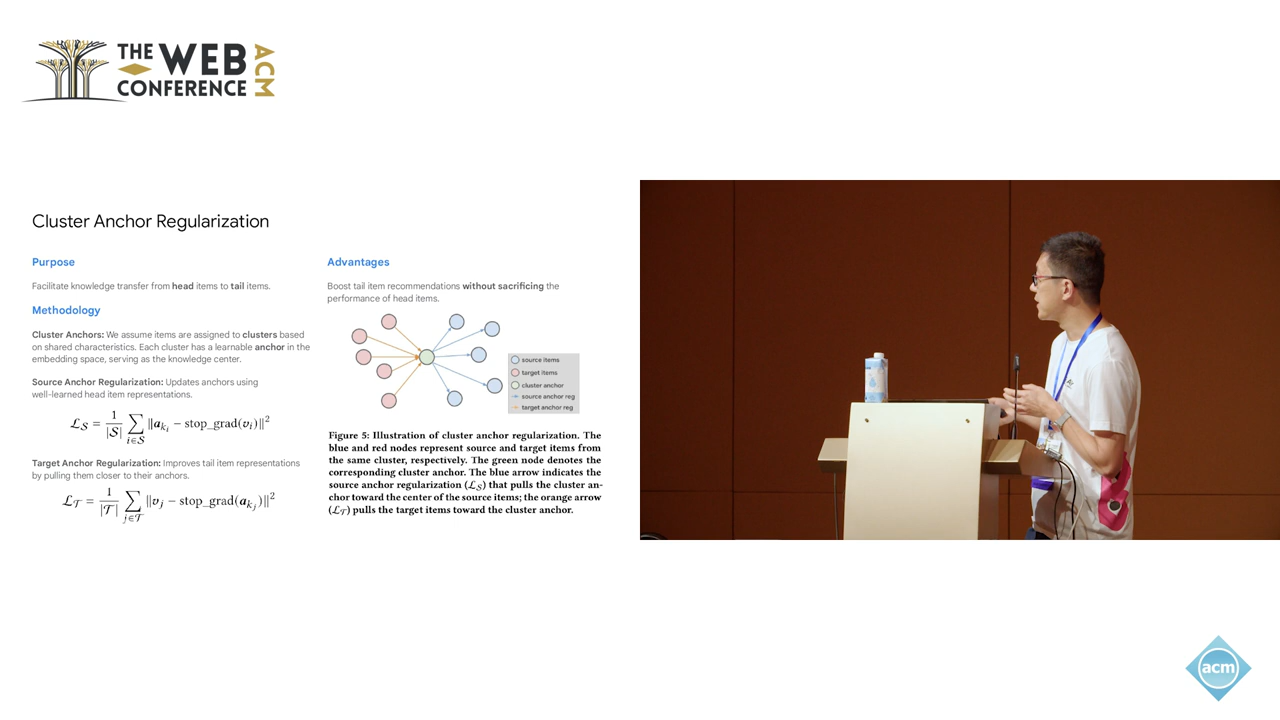 THE WEB
CONFERENCE
ACM
Cluster Anchor Regularization
Purpose
Facilitate knowledge transfer from head items to tail items.
Methodology
Cluster Anchors: We assume items are assigned to clusters based
on shared characteristics. Each cluster has a learnable anchor in the
embedding space, serving as the knowledge center.
Source Anchor Regularization: Updates anchors using
well-learned head item representations.
ℒ_𝒮 = 1/|𝒮| ∑_{i∈𝒮} ||a_{k_i} − stop_grad(v_i)||²
Target Anchor Regularization: Improves tail item representations
by pulling them closer to their anchors.
ℒ_𝒯 = 1/|𝒯| ∑_{j∈𝒯} ||v_j − stop_grad(a_{k_j})||²
Advantages
Boost tail item recommendations without sacrificing the
performance of head items.
source items
target items
cluster anchor
source anchor reg
target anchor reg
Figure 5: Illustration of cluster anchor regularization. The
blue and red nodes represent source and target items from
the same cluster, respectively. The green node denotes the
corresponding cluster anchor. The blue arrow indicates the
source anchor regularization (ℒ_𝒮) that pulls the cluster an-
chor toward the center of the source items; the orange arrow
(ℒ_𝒯) pulls the target items toward the cluster anchor.
acm